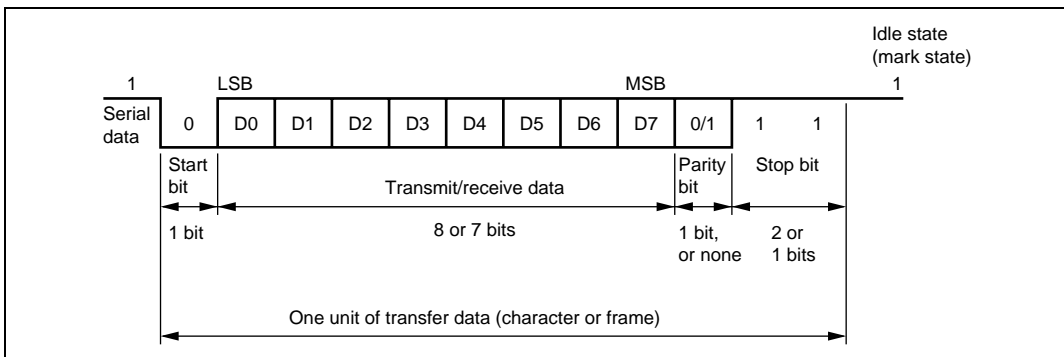 Idle state
(mark state)
1 LSB MSB 1
Serial
data
0 D0 D1 D2 D3 D4 D5 D6 D7 0/1 1 1
Start
bit
Transmit/receive data
Parity
bit
Stop bit
1 bit
8 or 7 bits
1 bit,
or none
2 or
1 bits
One unit of transfer data (character or frame)